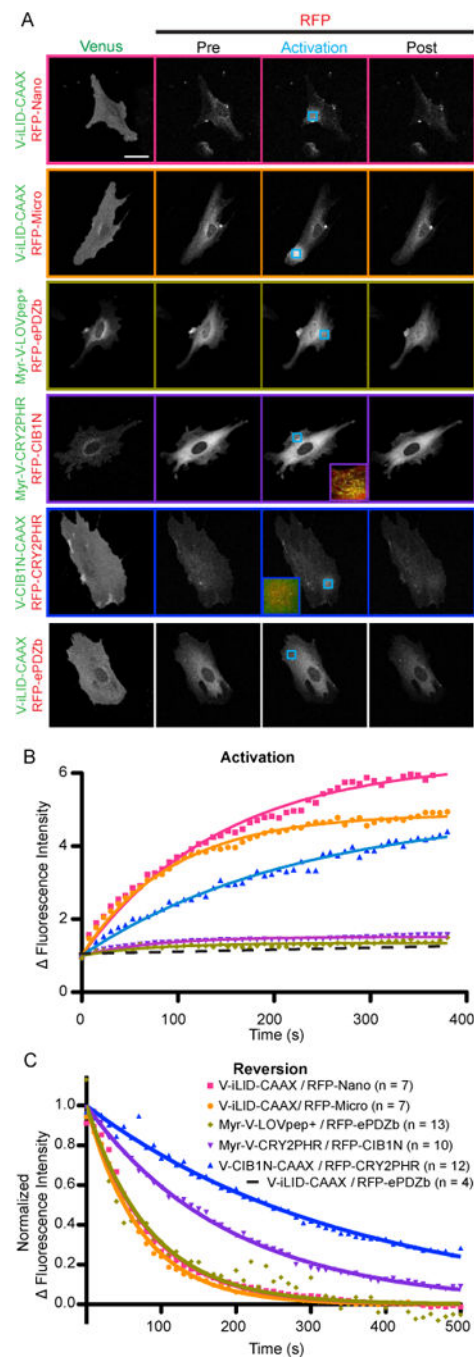 A
RFP
Venus
Pre
Activation
Post
V-iLID-CAAX
RFP-Nano
V-iLID-CAAX
RFP-Micro
Myr-V-LOVpep+
RFP-ePDZb
Myr-V-CRY2PHR
RFP-CIB1N
V-CIB1N-CAAX
RFP-CRY2PHR
V-iLID-CAAX
RFP-ePDZb
B
Activation
Δ Fluorescence Intensity
6
4
2
0
0 100 200 300 400
Time (s)
C
Reversion
V-iLID-CAAX / RFP-Nano (n = 7)
V-iLID-CAAX/ RFP-Micro (n = 7)
Myr-V-LOVpep+ / RFP-ePDZb (n = 13)
Myr-V-CRY2PHR / RFP-CIB1N (n = 10)
V-CIB1N-CAAX / RFP-CRY2PHR (n = 12)
V-iLID-CAAX / RFP-ePDZb (n = 4)
Normalized
Δ Fluorescence Intensity
1.0
0.8
0.6
0.4
0.2
0.0
100 200 300 400 500
Time (s)